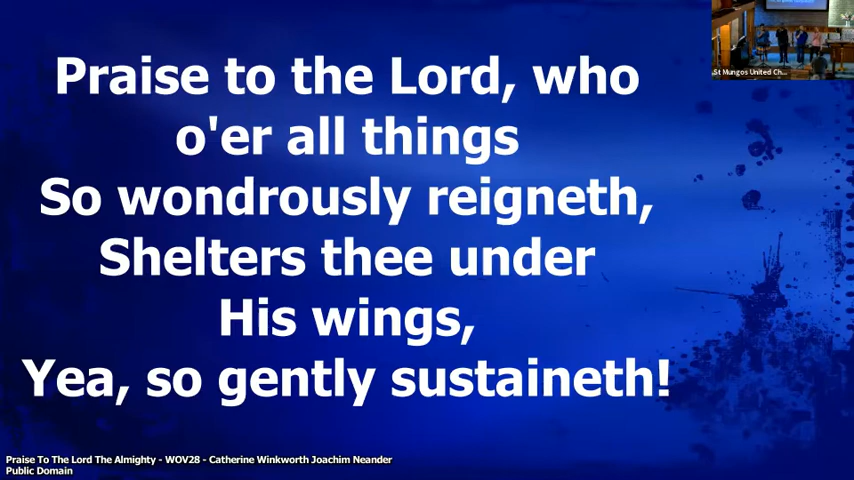 Praise to the Lord, who
o'er all things
So wondrously reigneth,
Shelters thee under
His wings,
Yea, so gently sustaineth!
St Mungos United Ch...
Praise To The Lord The Almighty - WOV28 - Catherine Winkworth Joachim Neander
Public Domain